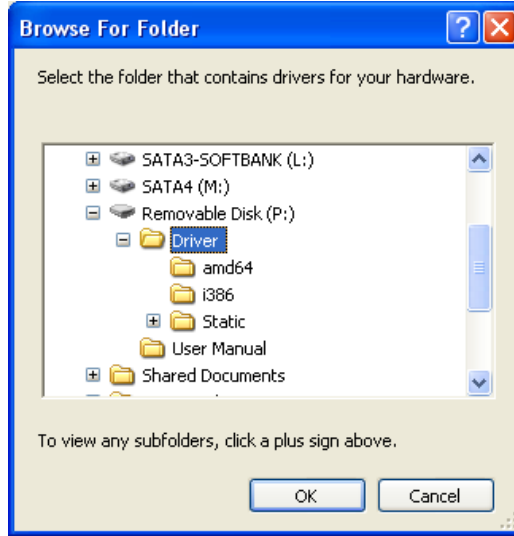 Browse For Folder
Select the folder that contains drivers for your hardware.
SATA3-SOFTBANK (L:)
SATA4 (M:)
Removable Disk (P:)
Driver
amd64
i386
Static
User Manual
Shared Documents
To view any subfolders, click a plus sign above.
OK
Cancel